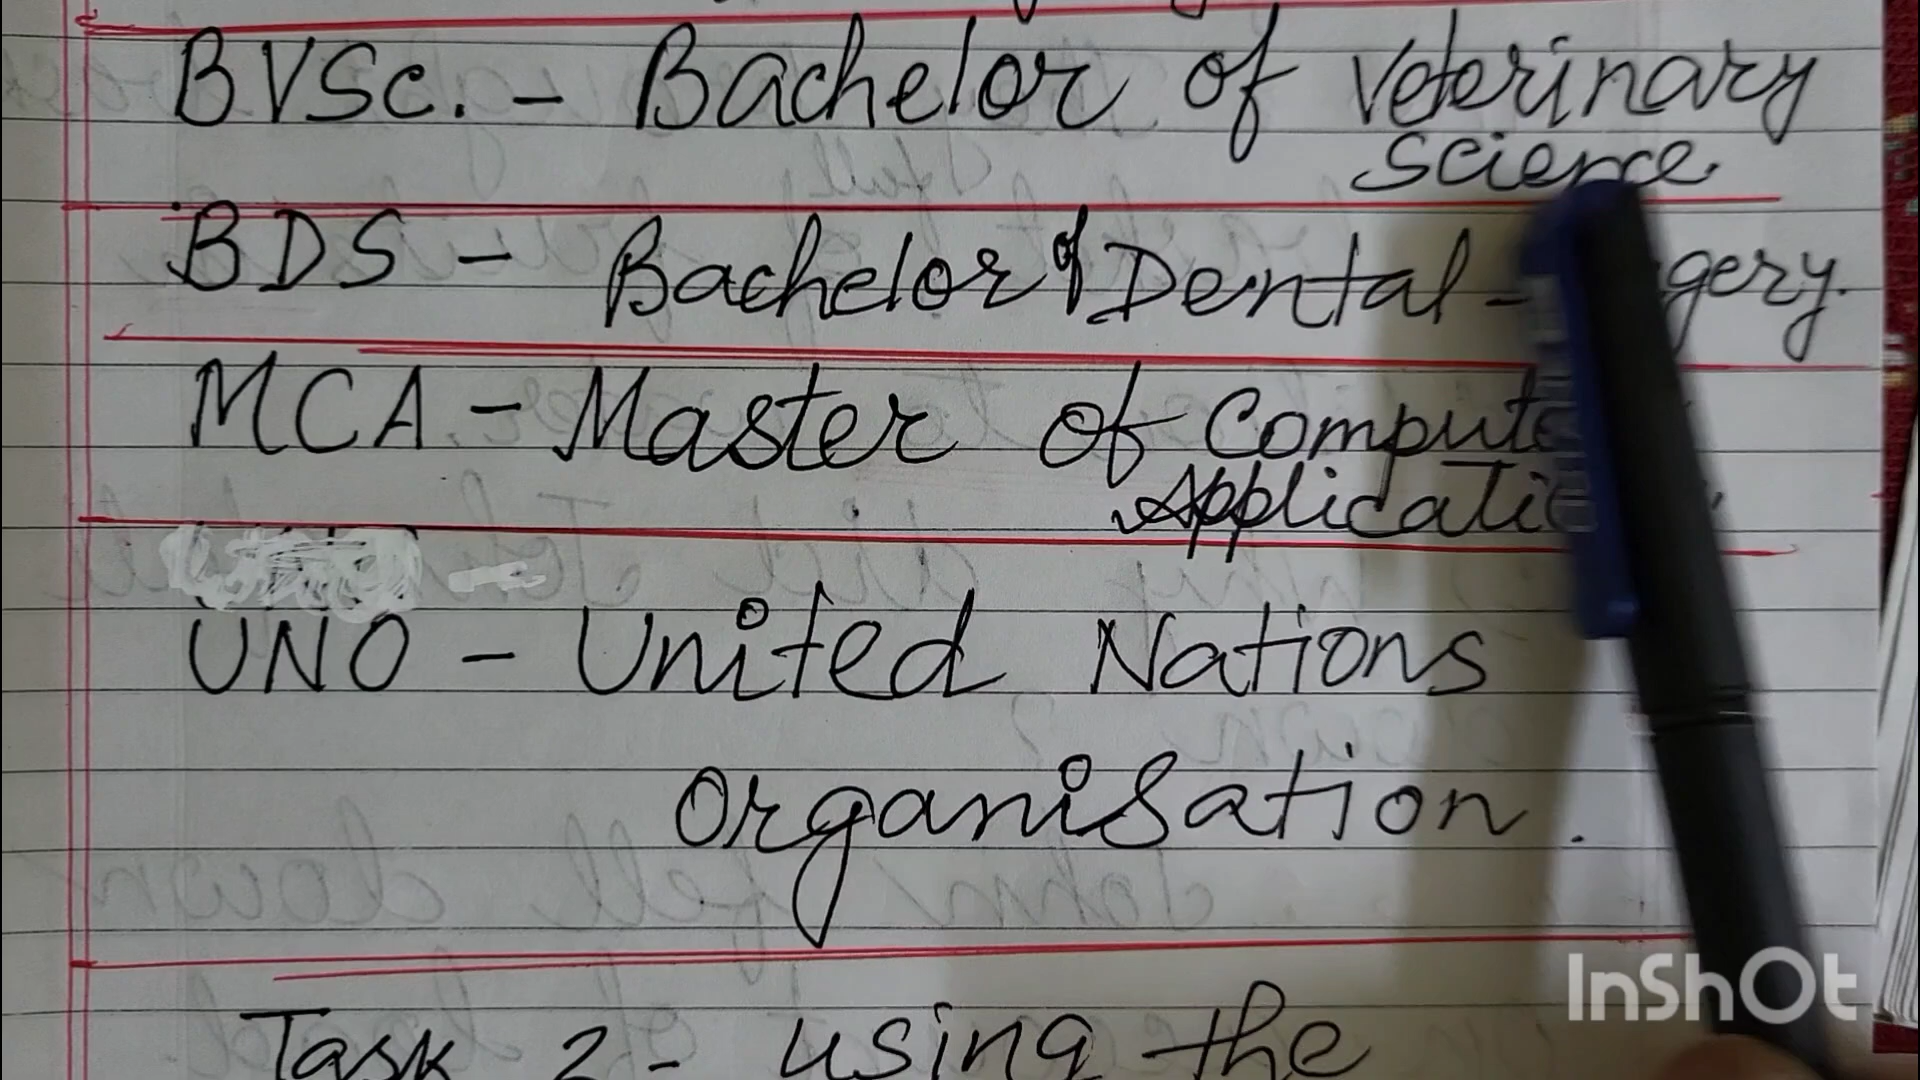 BVSc. - Bachelor of Veterinary
Science.
BDS - Bachelor of Dental
MCA - Master of
UNO - United Nations
Organisation.
Task 2 - using the
InShOt